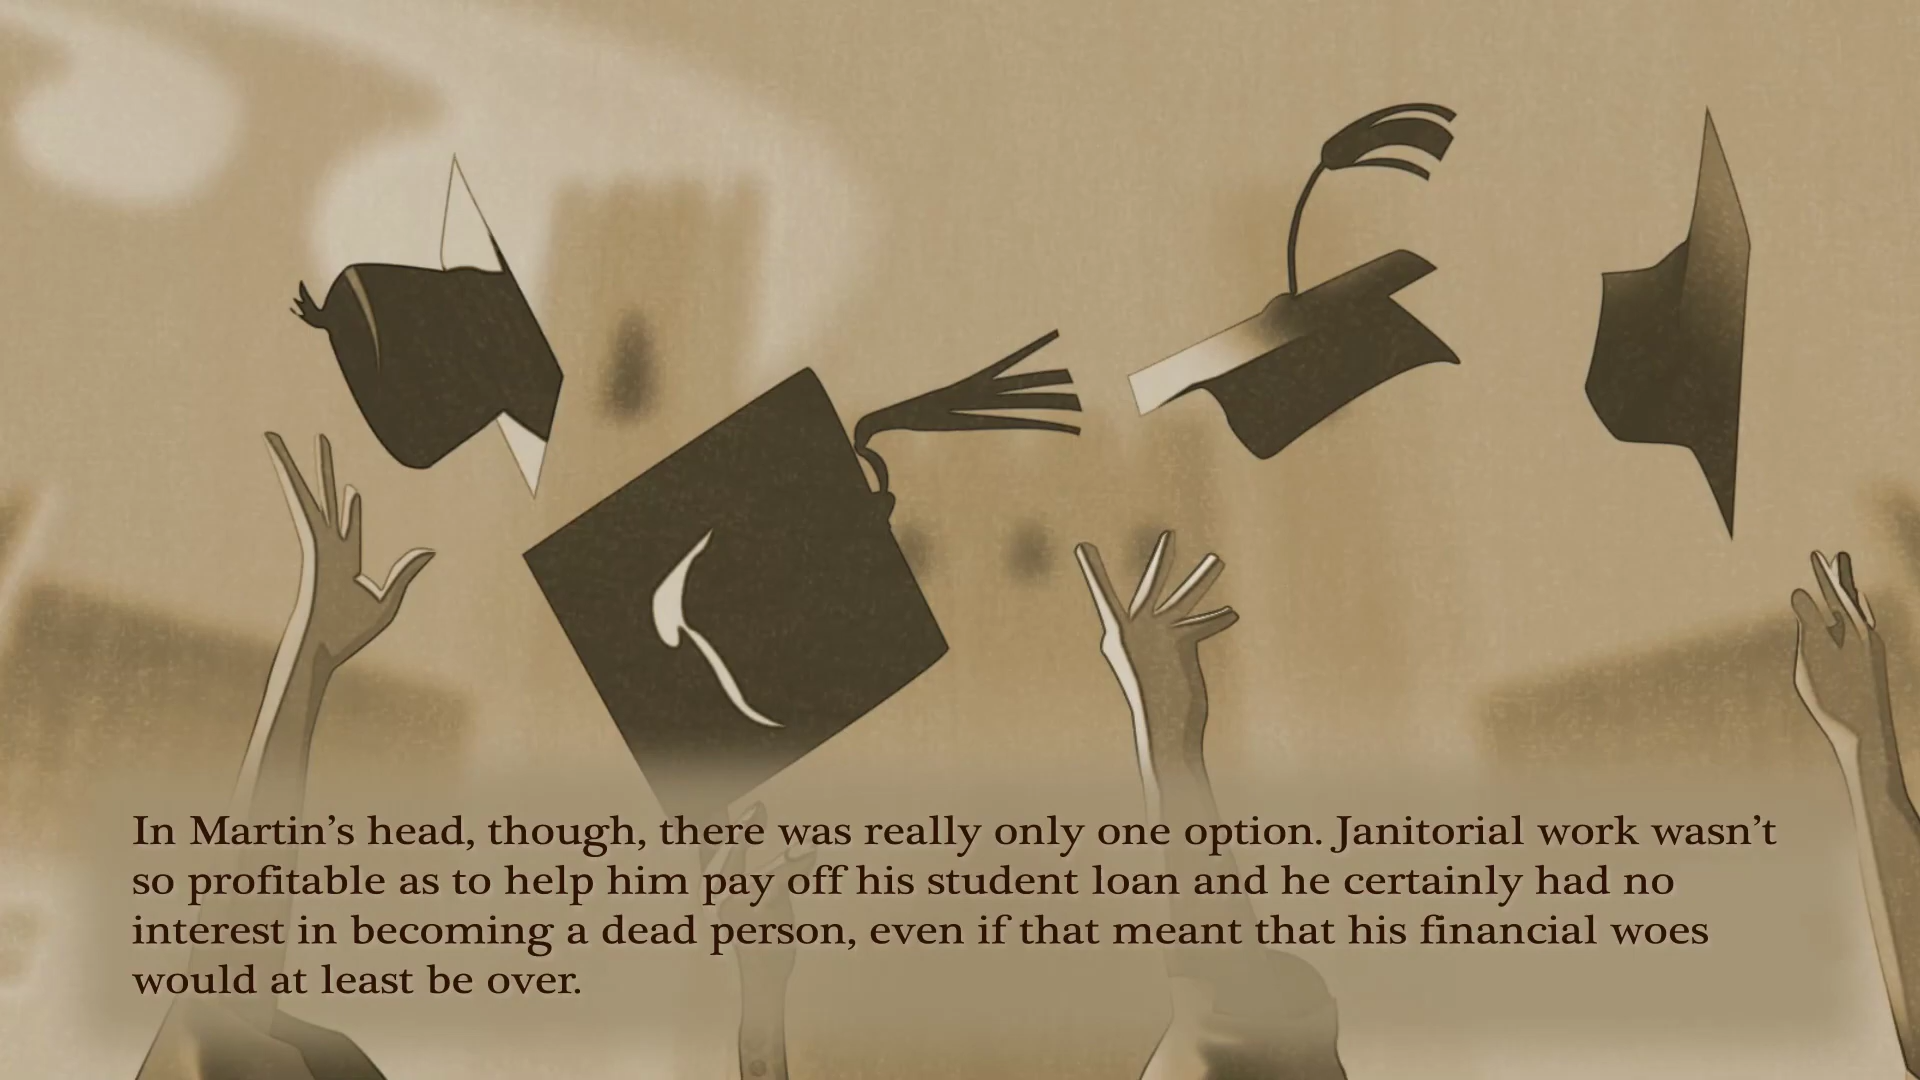 In Martin’s head, though, there was really only one option. Janitorial work wasn’t
so profitable as to help him pay off his student loan and he certainly had no
interest in becoming a dead person, even if that meant that his financial woes
would at least be over.